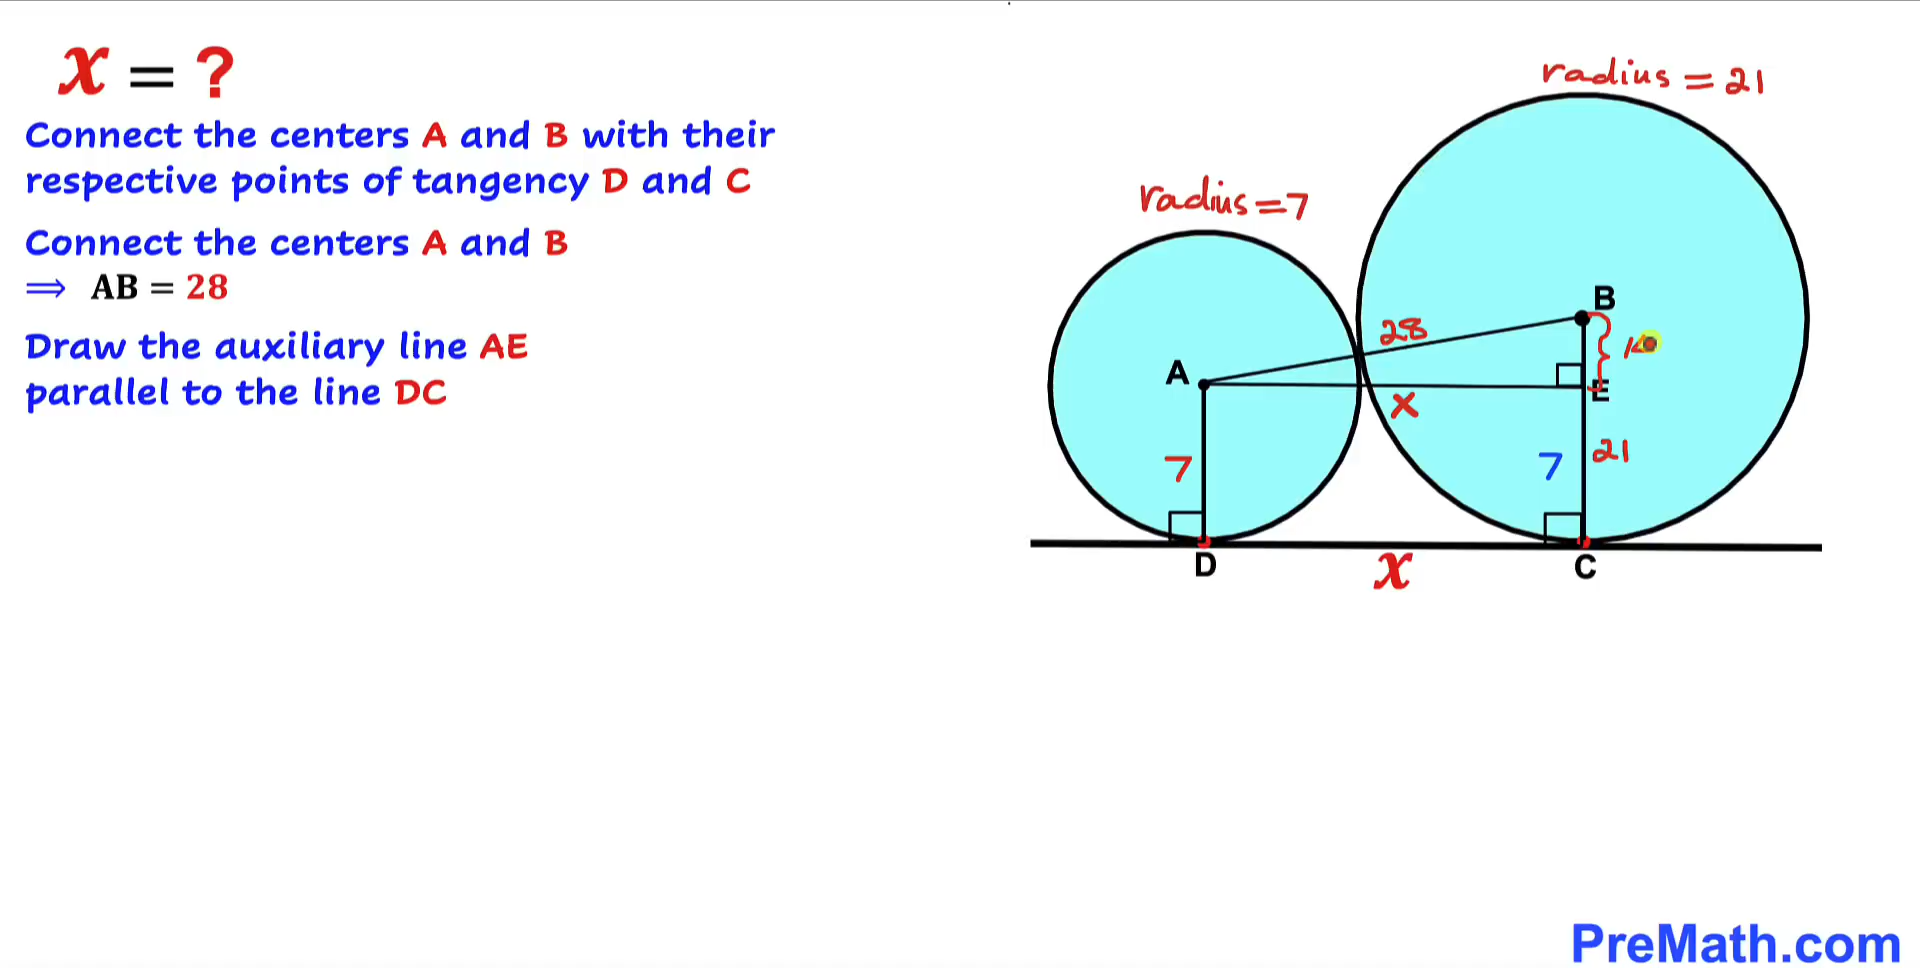 x = ?
Connect the centers A and B with their
respective points of tangency D and C
Connect the centers A and B
⟹ AB = 28
Draw the auxiliary line AE
parallel to the line DC
radius = 21
radius = 7
B
28
A
E
x
7
7
21
D
x
C
PreMath.com